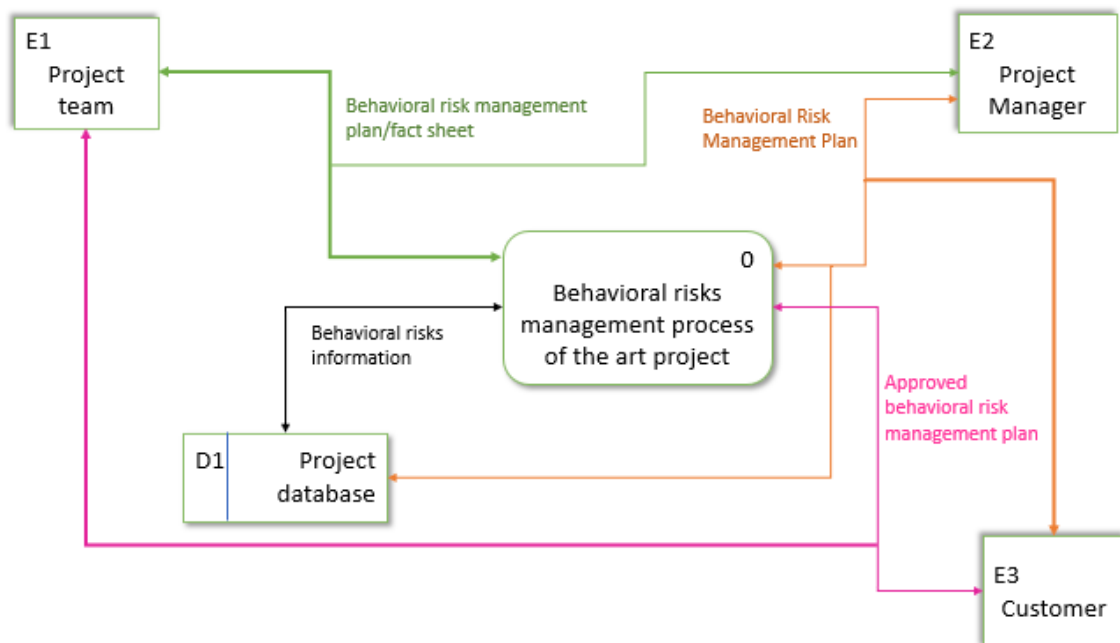 E1
Project
team
E2
Project
Manager
Behavioral risk management
plan/fact sheet
Behavioral Risk
Management Plan
0
Behavioral risks
management process
of the art project
Behavioral risks
information
Approved
behavioral risk
management plan
D1
Project
database
E3
Customer